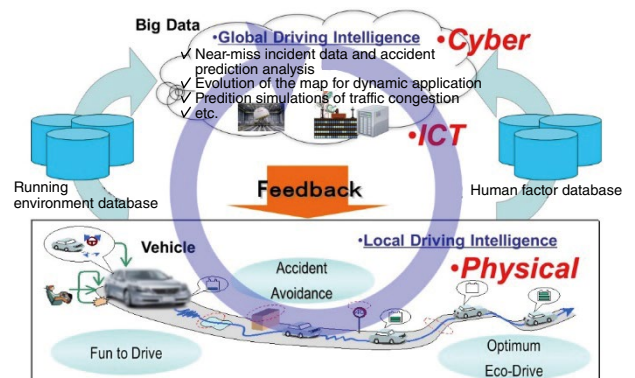 Big Data
•Global Driving Intelligence
•Cyber
✓ Near-miss incident data and accident
prediction analysis
✓ Evolution of the map for dynamic application
✓ Predition simulations of traffic congestion
✓ etc.
•ICT
Running
environment database
Feedback
Human factor database
Vehicle
•Local Driving Intelligence
•Physical
Accident
Avoidance
Fun to Drive
Optimum
Eco-Drive